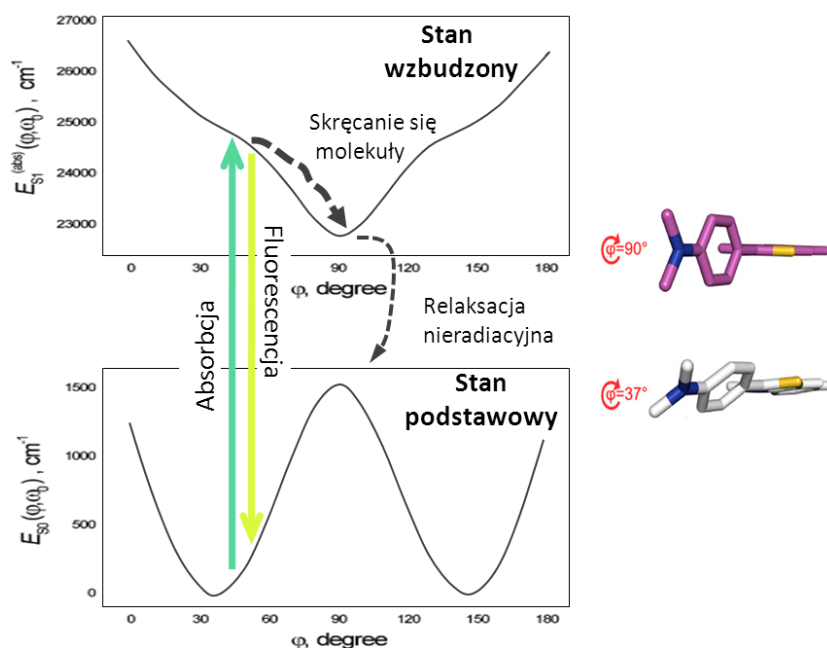 27000
26000
25000
24000
23000
E_S1^(abs)(φ,ω_0) , cm⁻¹
Stan
wzbudzony
Skręcanie się
molekuły
0
30
60
90
120
150
180
φ, degree
Absorbcja
Fluorescencja
Relaksacja
nieradiacyjna
1500
1000
500
0
E_S0(φ,ω_0) , cm⁻¹
Stan
podstawowy
0
30
60
90
120
150
180
φ, degree
φ=90°
φ=37°